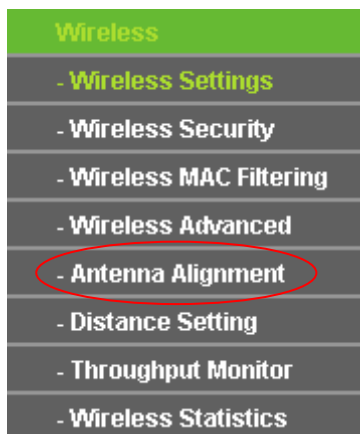 Wireless
- Wireless Settings
- Wireless Security
- Wireless MAC Filtering
- Wireless Advanced
- Antenna Alignment
- Distance Setting
- Throughput Monitor
- Wireless Statistics